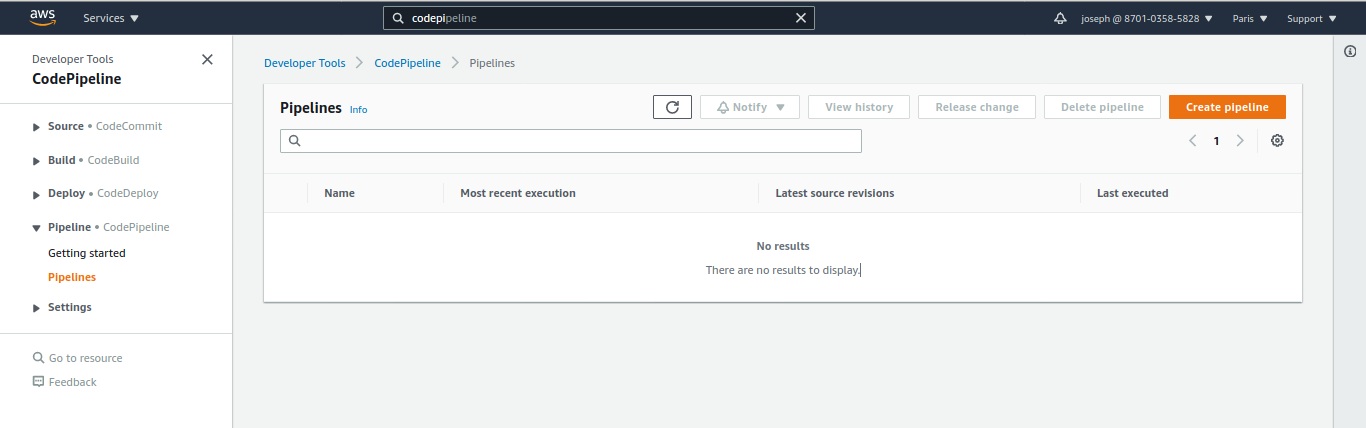 aws
Services
codepipeline
joseph @ 8701-0358-5828
Paris
Support
Developer Tools
CodePipeline
Source • CodeCommit
Build • CodeBuild
Deploy • CodeDeploy
Pipeline • CodePipeline
Getting started
Pipelines
Settings
Go to resource
Feedback
Developer Tools CodePipeline Pipelines
Pipelines Info
Notify
View history
Release change
Delete pipeline
Create pipeline
1
Name Most recent execution Latest source revisions Last executed
No results
There are no results to display.